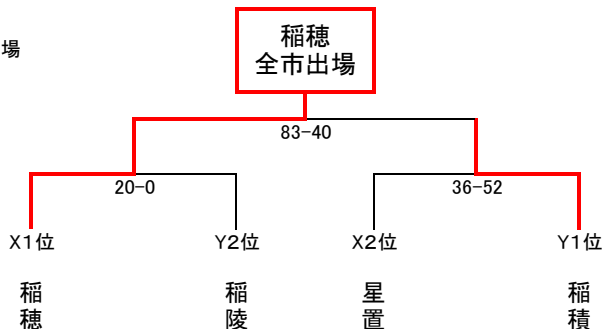 稲穂
全市出場
場
83-40
20-0
36-52
X1位
Y2位
X2位
Y1位
稲穂
稲陵
星置
稲積